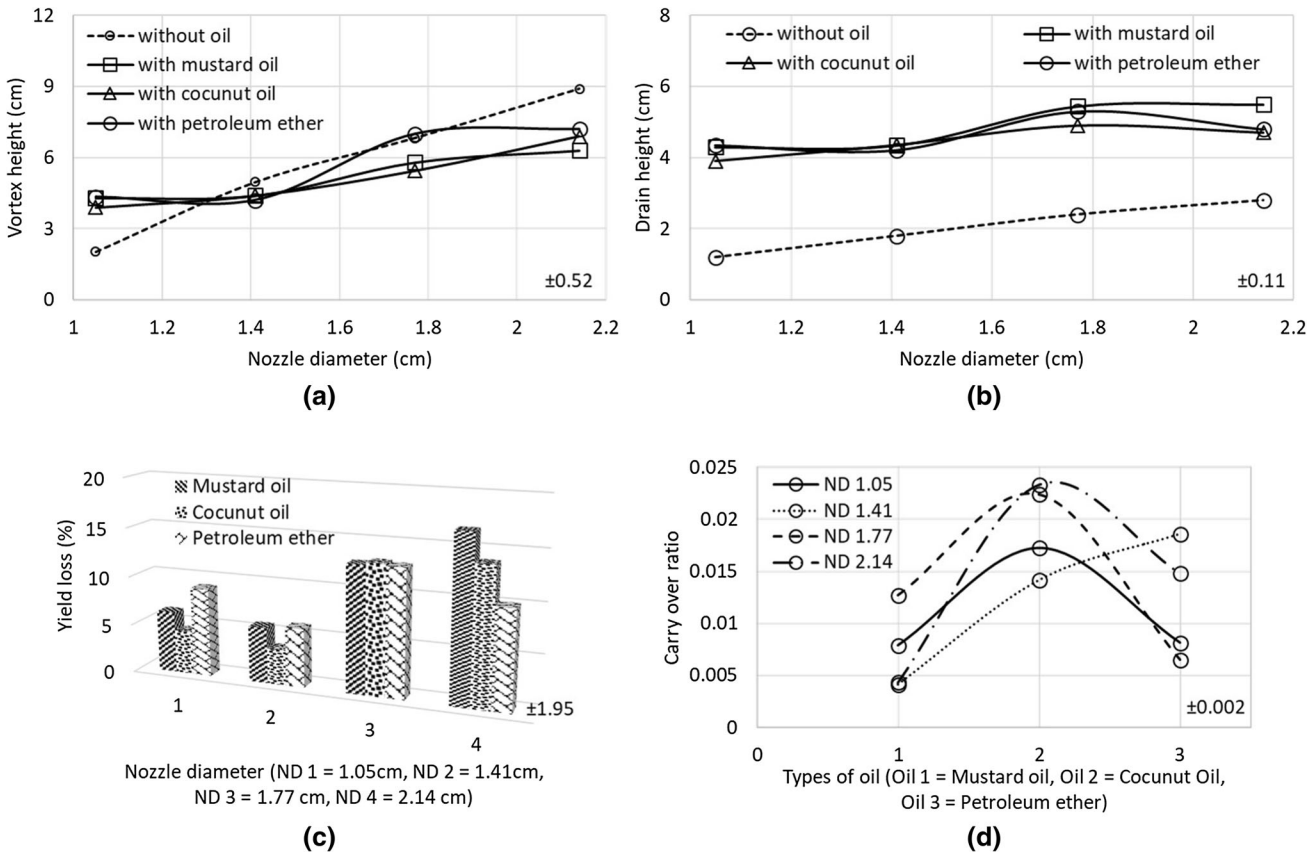 12
9
6
3
0
Vortex height (cm)
without oil
with mustard oil
with cocunut oil
with petroleum ether
±0.52
1 1.2 1.4 1.6 1.8 2 2.2
Nozzle diameter (cm)
(a)
8
6
4
2
0
Drain height (cm)
without oil with mustard oil
with cocunut oil with petroleum ether
±0.11
1 1.2 1.4 1.6 1.8 2 2.2
Nozzle diameter (cm)
(b)
20
15
10
5
0
Yield loss (%)
Mustard oil
Coconut oil
Petroleum ether
±1.95
1 2 3 4
Nozzle diameter (ND 1 = 1.05cm, ND 2 = 1.41cm,
ND 3 = 1.77 cm, ND 4 = 2.14 cm)
(c)
0.025
0.02
0.015
0.01
0.005
0
Carry over ratio
ND 1.05
ND 1.41
ND 1.77
ND 2.14
±0.002
0 1 2 3
Types of oil (Oil 1 = Mustard oil, Oil 2 = Cocunut Oil,
Oil 3 = Petroleum ether)
(d)